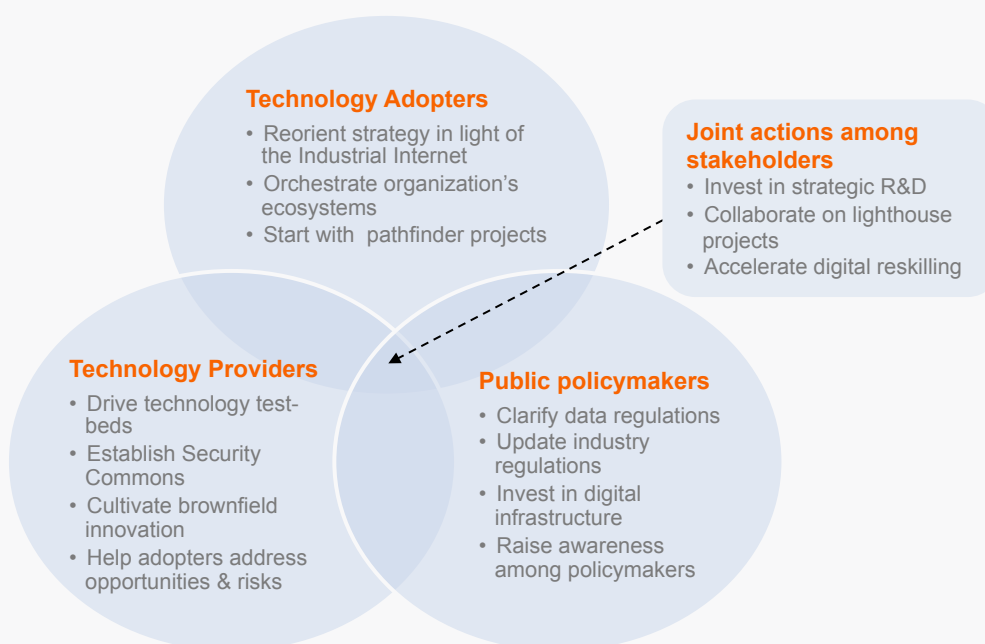 Technology Adopters
• Reorient strategy in light of
the Industrial Internet
• Orchestrate organization's
ecosystems
• Start with pathfinder projects
Joint actions among
stakeholders
• Invest in strategic R&D
• Collaborate on lighthouse
projects
• Accelerate digital reskilling
Technology Providers
• Drive technology test-
beds
• Establish Security
Commons
• Cultivate brownfield
innovation
• Help adopters address
opportunities & risks
Public policymakers
• Clarify data regulations
• Update industry
regulations
• Invest in digital
infrastructure
• Raise awareness
among policymakers